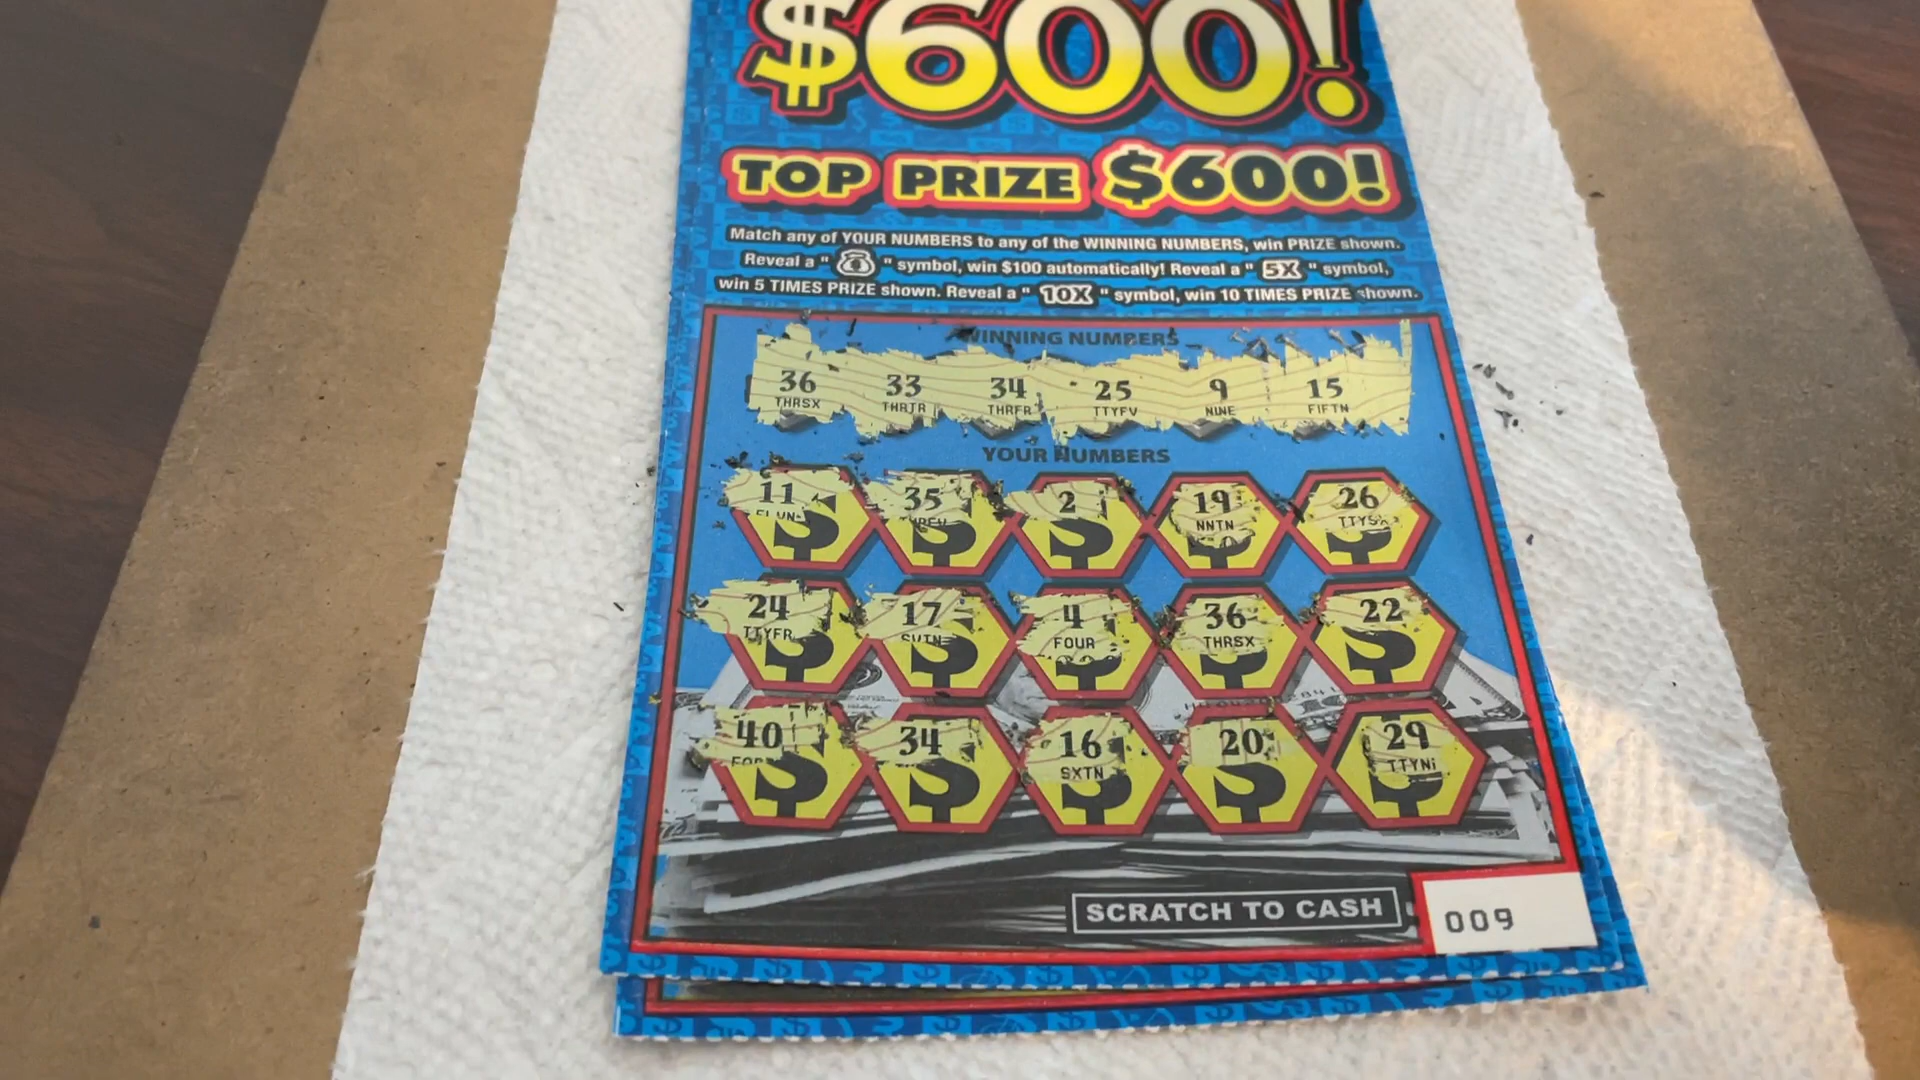 $600!
TOP PRIZE $600!
Match any of YOUR NUMBERS to any of the WINNING NUMBERS, win PRIZE shown.
Reveal a " " symbol, win $100 automatically! Reveal a " 5X " symbol,
win 5 TIMES PRIZE shown. Reveal a " 10X " symbol, win 10 TIMES PRIZE shown.
WINNING NUMBERS
36 33 34 25 9 15
THRSX THRTR THRFR TTYFV NINE FIFTN
YOUR NUMBERS
11 35 2 19 26
NNTN TTYSX
$ $ $ $
24 17 4 36 22
TTYFR SVTN FOUR THRSX
$ $ $ $ $
40 34 16 20 29
SXTN TTYNI
$ $ $ $ $
SCRATCH TO CASH
009